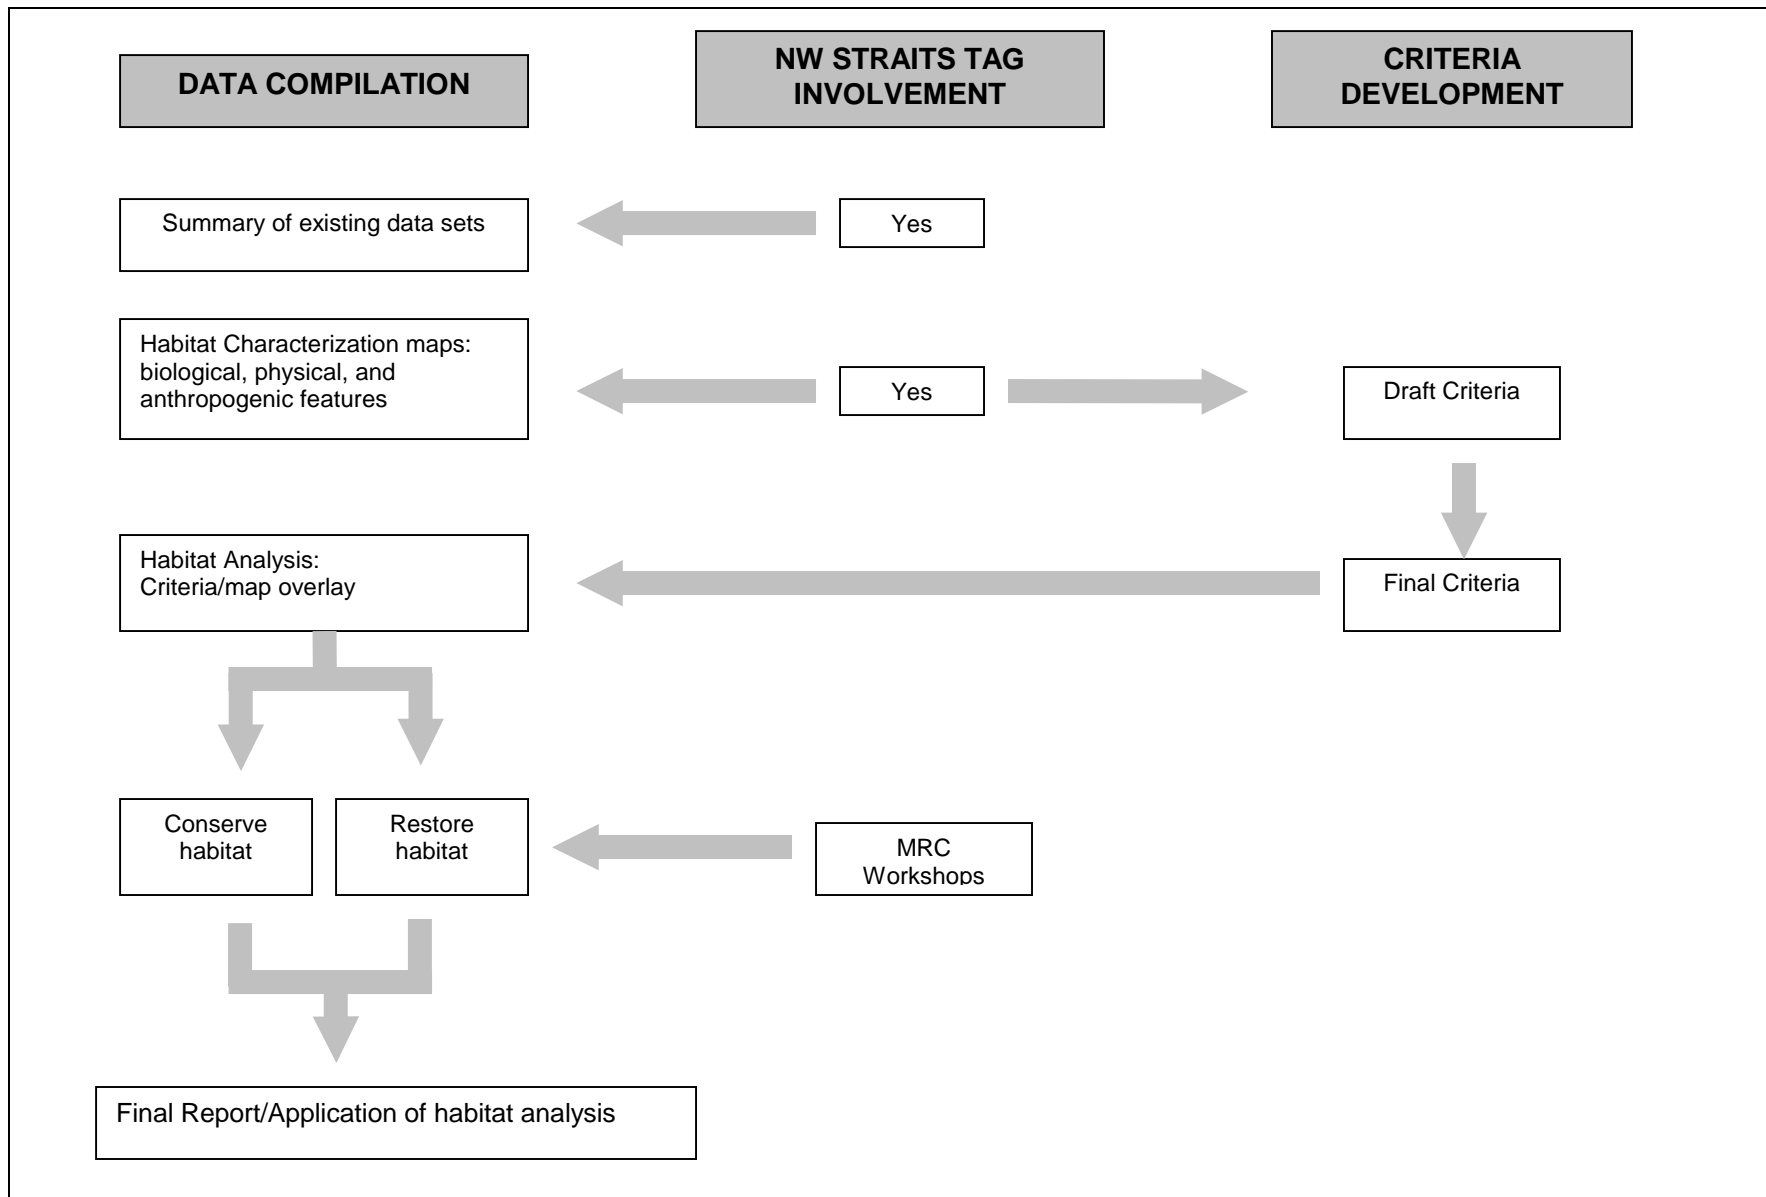 DATA COMPILATION
NW STRAITS TAG
INVOLVEMENT
CRITERIA
DEVELOPMENT
Summary of existing data sets
Yes
Habitat Characterization maps:
biological, physical, and
anthropogenic features
Yes
Draft Criteria
Habitat Analysis:
Criteria/map overlay
Final Criteria
Conserve
habitat
Restore
habitat
MRC
Workshops
Final Report/Application of habitat analysis